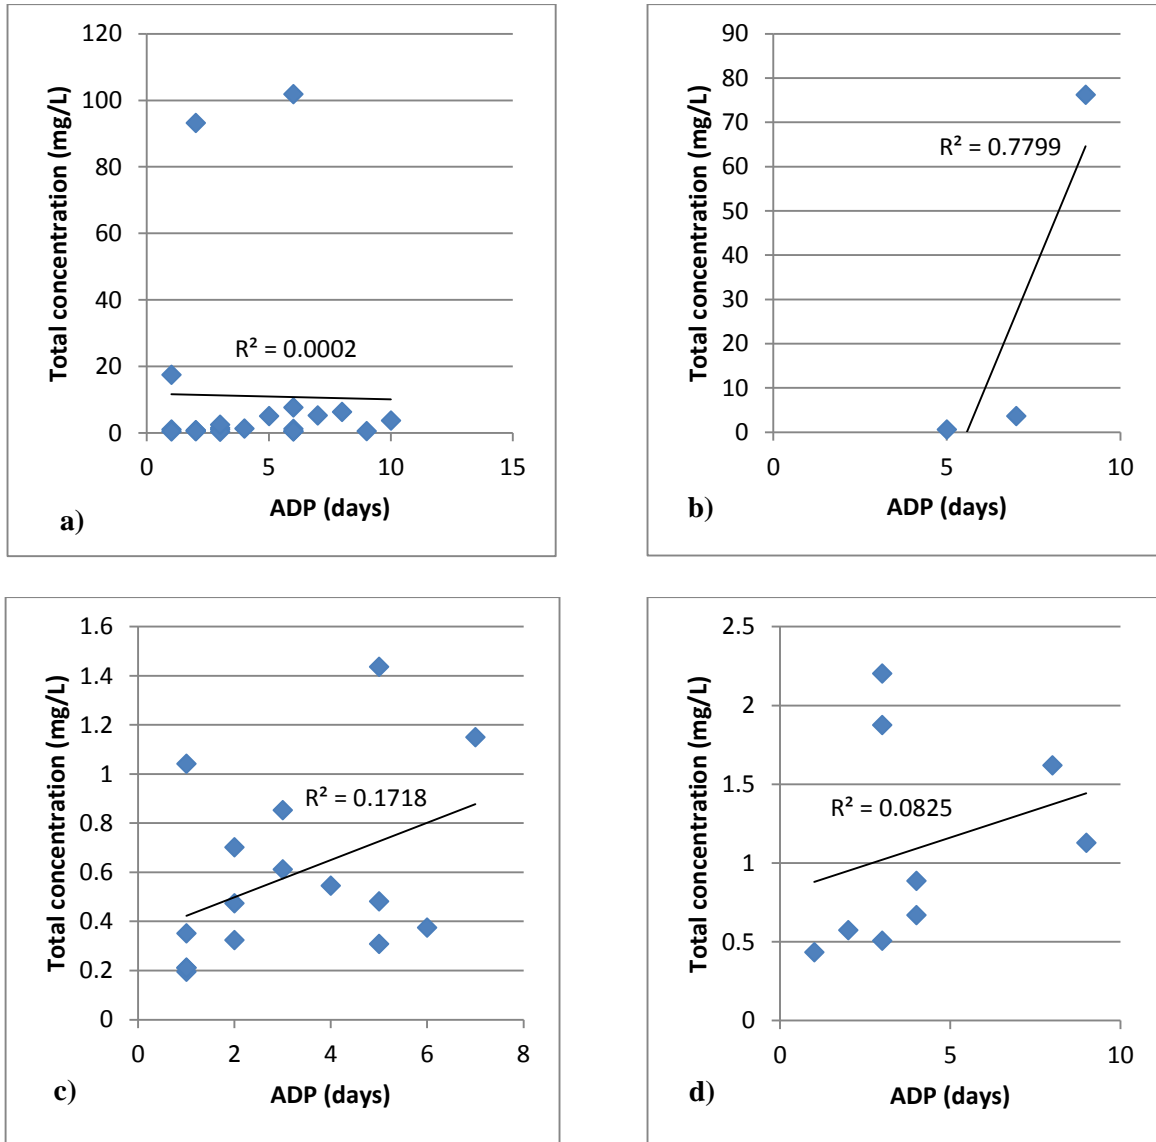 120
100
80
60
40
20
0
Total concentration (mg/L)
R² = 0.0002
0 5 10 15
ADP (days)
a)
90
80
70
60
50
40
30
20
10
0
Total concentration (mg/L)
R² = 0.7799
0 5 10
ADP (days)
b)
1.6
1.4
1.2
1
0.8
0.6
0.4
0.2
0
Total concentration (mg/L)
R² = 0.1718
0 2 4 6 8
ADP (days)
c)
2.5
2
1.5
1
0.5
0
Total concentration (mg/L)
R² = 0.0825
0 5 10
ADP (days)
d)